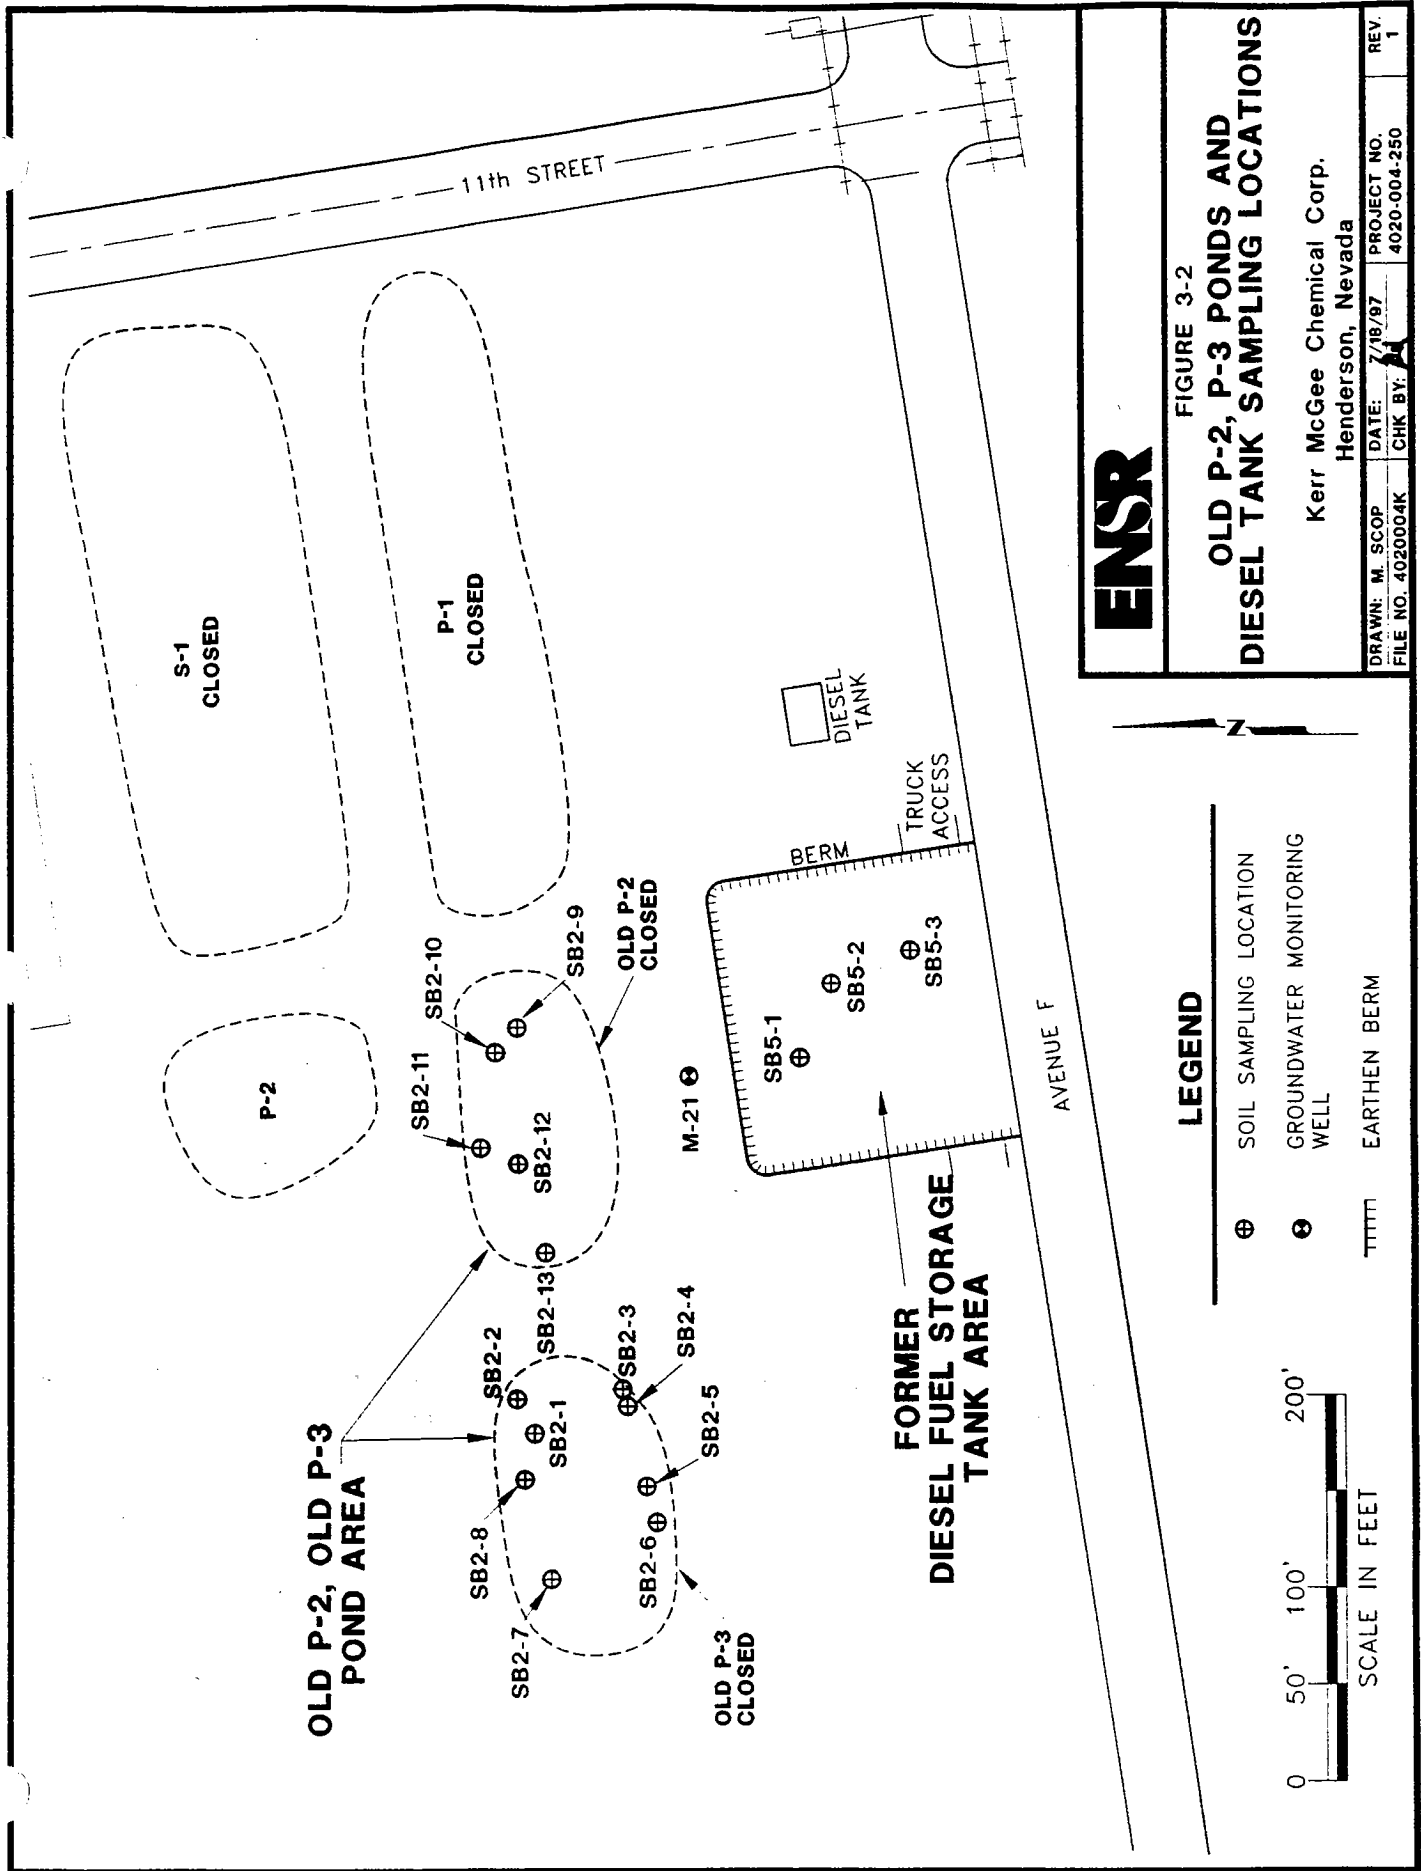 11th STREET
S-1
CLOSED
P-1
CLOSED
P-2
SB2-10
SB2-9
OLD P-2
CLOSED
SB2-11
SB2-12
SB2-13
M-21
OLD P-2, OLD P-3
POND AREA
SB2-2
SB2-1
SB2-3
SB2-4
SB2-5
SB2-6
SB2-7
SB2-8
OLD P-3
CLOSED
DIESEL
TANK
TRUCK
ACCESS
BERM
SB5-1
SB5-2
SB5-3
FORMER
DIESEL FUEL STORAGE
TANK AREA
AVENUE F
LEGEND
SOIL SAMPLING LOCATION
GROUNDWATER MONITORING
WELL
EARTHEN BERM
0 50' 100' 200'
SCALE IN FEET
N
ENSR
FIGURE 3-2
OLD P-2, P-3 PONDS AND
DIESEL TANK SAMPLING LOCATIONS
Kerr McGee Chemical Corp.
Henderson, Nevada
DRAWN: M. SCOP DATE: 7/18/97 PROJECT NO. REV.
FILE NO. 4020004K CHK BY: 4020-004-250 1